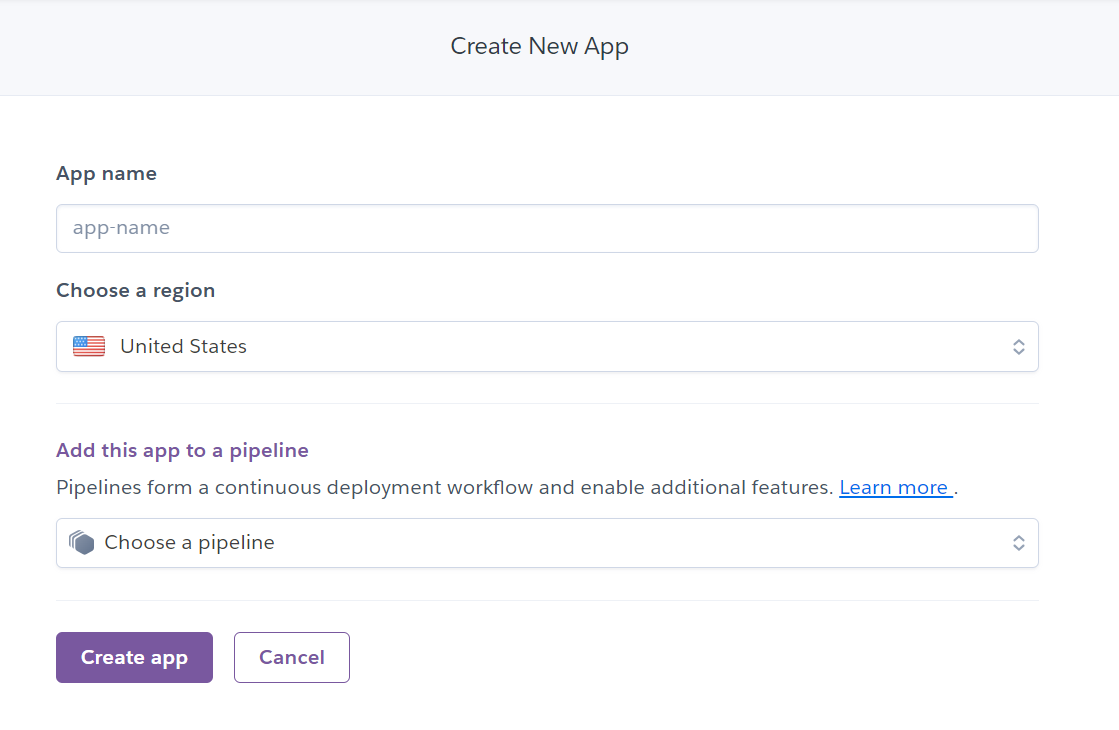 Create New App
App name
app-name
Choose a region
United States
Add this app to a pipeline
Pipelines form a continuous deployment workflow and enable additional features. Learn more .
Choose a pipeline
Create app Cancel